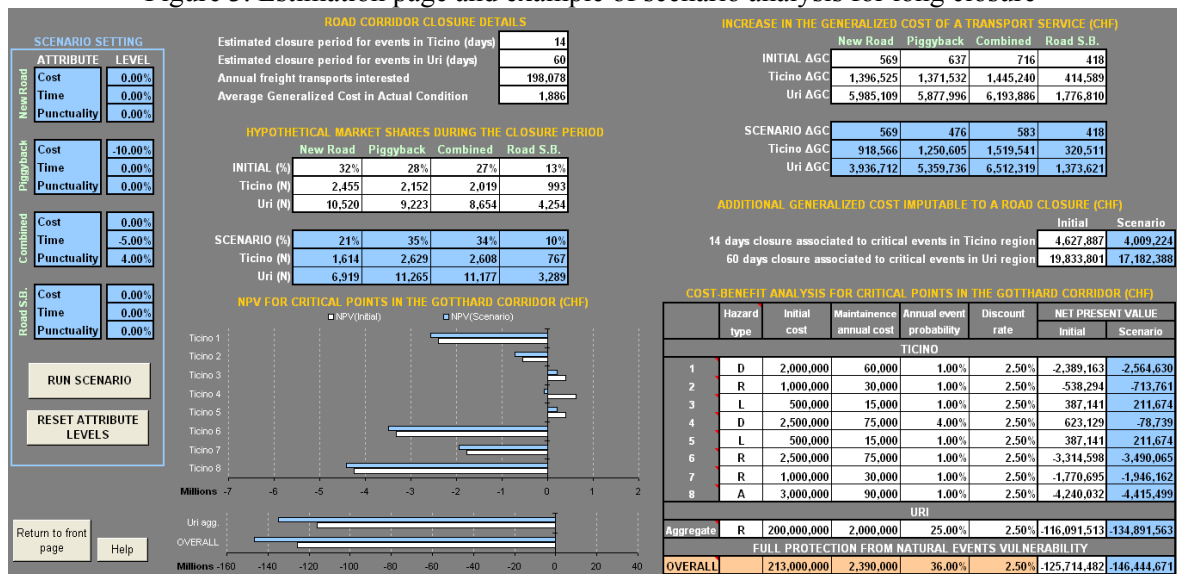 Figure 3: Estimation page and example of scenario analysis for long closure
SCENARIO SETTING
ATTRIBUTE LEVEL
New Road
Cost 0.00%
Time 0.00%
Punctuality 0.00%
Piggyback
Cost -10.00%
Time 0.00%
Punctuality 0.00%
Combined
Cost 0.00%
Time -5.00%
Punctuality 4.00%
Road S.B.
Cost 0.00%
Time 0.00%
Punctuality 0.00%
RUN SCENARIO
RESET ATTRIBUTE
LEVELS
Return to front
page
Help
ROAD CORRIDOR CLOSURE DETAILS
Estimated closure period for events in Ticino (days) 14
Estimated closure period for events in Uri (days) 60
Annual freight transports interested 198,078
Average Generalized Cost in Actual Condition 1,886
HYPOTHETICAL MARKET SHARES DURING THE CLOSURE PERIOD
New Road Piggyback Combined Road S.B.
INITIAL (%) 32% 28% 27% 13%
Ticino (N) 2,455 2,152 2,019 993
Uri (N) 10,520 9,223 8,654 4,254
SCENARIO (%) 21% 35% 34% 10%
Ticino (N) 1,614 2,629 2,608 767
Uri (N) 6,919 11,265 11,177 3,289
NPV FOR CRITICAL POINTS IN THE GOTTHARD CORRIDOR (CHF)
NPV(Initial) NPV(Scenario)
Ticino 1
Ticino 2
Ticino 3
Ticino 4
Ticino 5
Ticino 6
Ticino 7
Ticino 8
Millions -7 -6 -5 -4 -3 -2 -1 0 1 2
Uri agg.
OVERALL
Millions -160 -140 -120 -100 -80 -60 -40 -20 0 20 40
INCREASE IN THE GENERALIZED COST OF A TRANSPORT SERVICE (CHF)
New Road Piggyback Combined Road S.B.
INITIAL ΔGC 569 637 716 418
Ticino ΔGC 1,396,525 1,371,532 1,445,240 414,589
Uri ΔGC 5,985,109 5,877,996 6,193,886 1,776,810
SCENARIO ΔGC 569 476 583 418
Ticino ΔGC 918,566 1,250,605 1,519,541 320,511
Uri ΔGC 3,936,712 5,359,736 6,512,319 1,373,621
ADDITIONAL GENERALIZED COST IMPUTABLE TO A ROAD CLOSURE (CHF)
Initial Scenario
14 days closure associated to critical events in Ticino region 4,627,887 4,009,224
60 days closure associated to critical events in Uri region 19,833,801 17,182,388
COST-BENEFIT ANALYSIS FOR CRITICAL POINTS IN THE GOTTHARD CORRIDOR (CHF)
Hazard Initial Maintainence Annual event Discount NET PRESENT VALUE
type cost annual cost probability rate Initial Scenario
TICINO
1 D 2,000,000 60,000 1.00% 2.50% -2,389,163 -2,564,630
2 R 1,000,000 30,000 1.00% 2.50% -538,294 -713,761
3 L 500,000 15,000 1.00% 2.50% 387,141 211,674
4 D 2,500,000 75,000 4.00% 2.50% 623,129 -78,739
5 L 500,000 15,000 1.00% 2.50% 387,141 211,674
6 R 2,500,000 75,000 1.00% 2.50% -3,314,598 -3,490,065
7 R 1,000,000 30,000 1.00% 2.50% -1,770,695 -1,946,162
8 A 3,000,000 90,000 1.00% 2.50% -4,240,032 -4,415,499
URI
Aggregate R 200,000,000 2,000,000 25.00% 2.50% -116,091,513 -134,891,563
FULL PROTECTION FROM NATURAL EVENTS VULNERABILITY
OVERALL 213,000,000 2,390,000 36.00% 2.50% -125,714,482 -146,444,671